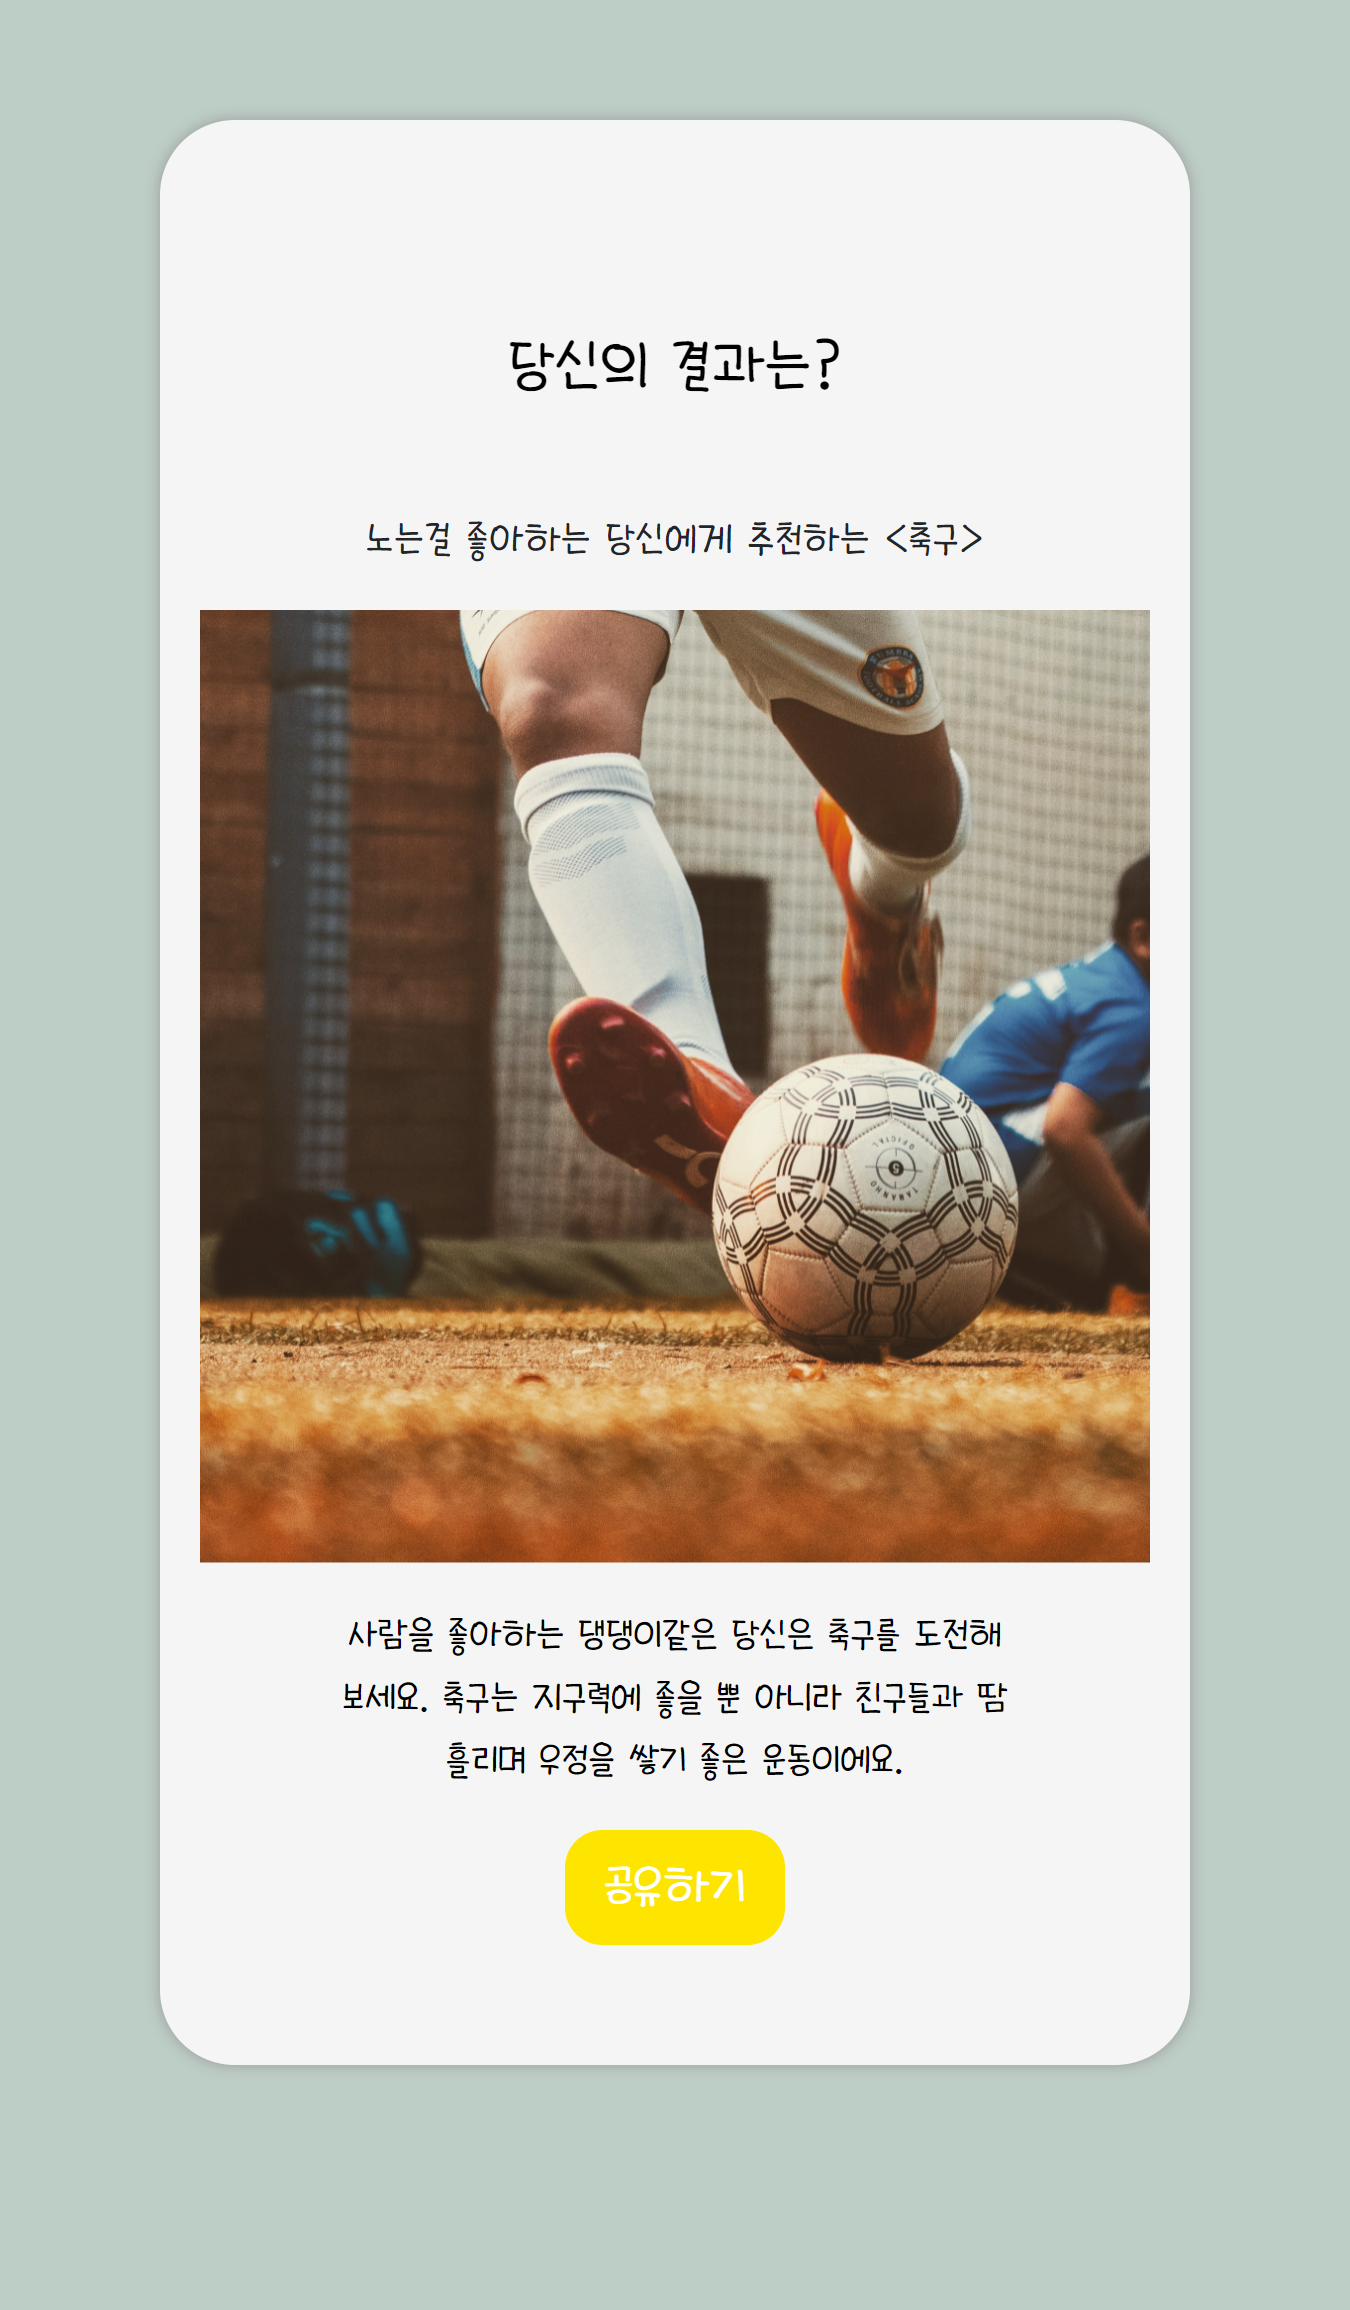 당신의 결과는?
노는걸 좋아하는 당신에게 추천하는 <축구>
OFICIAL
5
TAMANHO
사람을 좋아하는 댕댕이같은 당신은 축구를 도전해
보세요. 축구는 지구력에 좋을 뿐 아니라 친구들과 땀
흘리며 우정을 쌓기 좋은 운동이에요.
공유하기